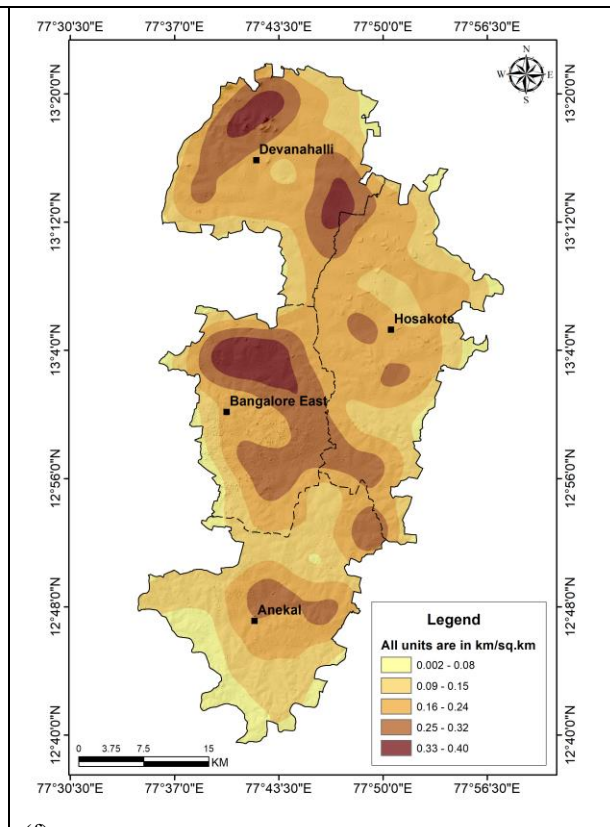 77°30'30"E 77°37'0"E 77°43'30"E 77°50'0"E 77°56'30"E
N
W E
S
13°20'0"N 13°20'0"N
Devanahalli
13°12'0"N 13°12'0"N
Hosakote
13°4'0"N 13°4'0"N
Bangalore East
12°56'0"N 12°56'0"N
12°48'0"N 12°48'0"N
Anekal
Legend
All units are in km/sq.km
0.002 - 0.08
0.09 - 0.15
0.16 - 0.24
0.25 - 0.32
0.33 - 0.40
12°40'0"N 12°40'0"N
0 3.75 7.5 15
KM
77°30'30"E 77°37'0"E 77°43'30"E 77°50'0"E 77°56'30"E